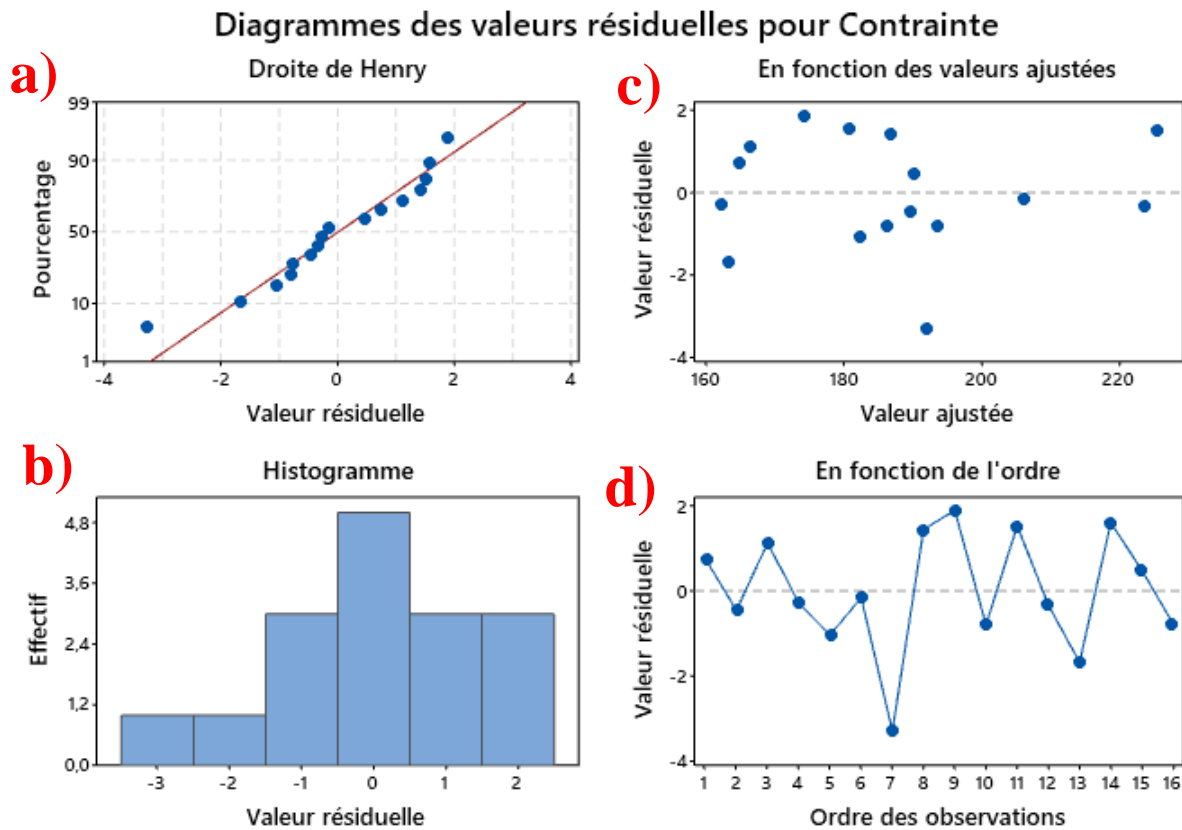 Diagrammes des valeurs résiduelles pour Contrainte
a)
Droite de Henry
Pourcentage
99
90
50
10
1
-4 -2 0 2 4
Valeur résiduelle
c)
En fonction des valeurs ajustées
Valeur résiduelle
2
0
-2
-4
160 180 200 220
Valeur ajustée
b)
Histogramme
Effectif
4,8
3,6
2,4
1,2
0,0
-3 -2 -1 0 1 2
Valeur résiduelle
d)
En fonction de l'ordre
Valeur résiduelle
2
0
-2
-4
1 2 3 4 5 6 7 8 9 10 11 12 13 14 15 16
Ordre des observations